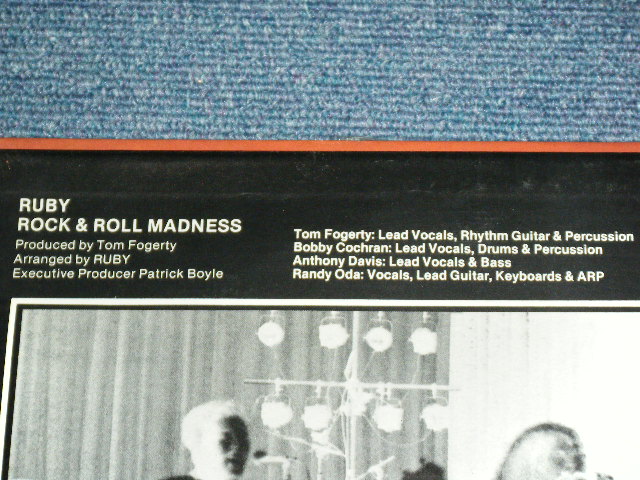 RUBY
ROCK & ROLL MADNESS
Produced by Tom Fogerty
Arranged by RUBY
Executive Producer Patrick Boyle
Tom Fogerty: Lead Vocals, Rhythm Guitar & Percussion
Bobby Cochran: Lead Vocals, Drums & Percussion
Anthony Davis: Lead Vocals & Bass
Randy Oda: Vocals, Lead Guitar, Keyboards & ARP